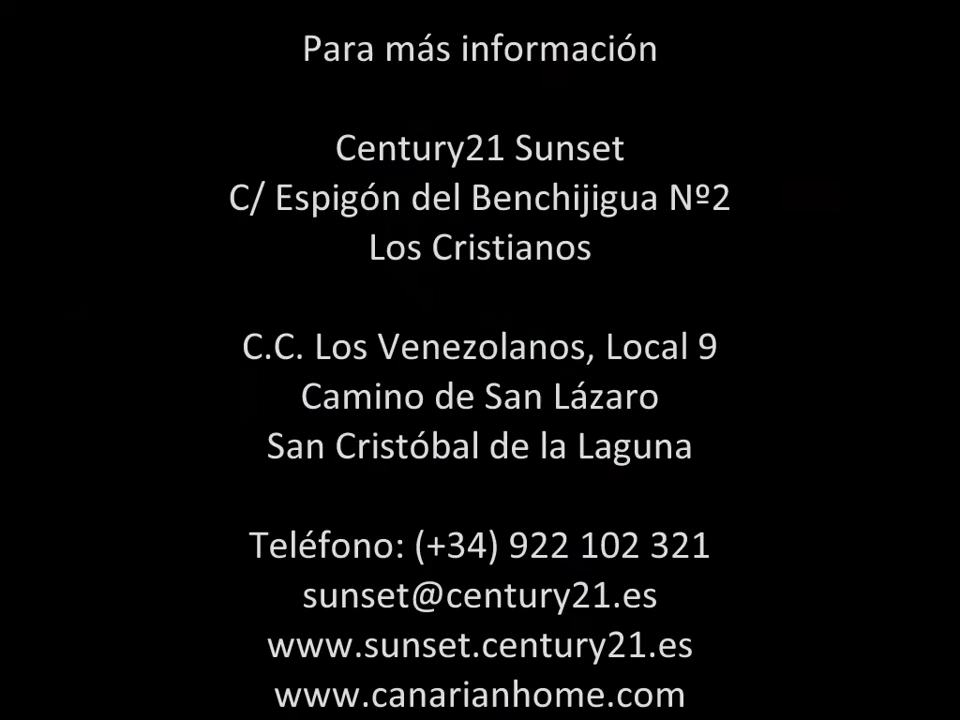 Para más información
Century21 Sunset
C/ Espigón del Benchijigua Nº2
Los Cristianos
C.C. Los Venezolanos, Local 9
Camino de San Lázaro
San Cristóbal de la Laguna
Teléfono: (+34) 922 102 321
sunset@century21.es
www.sunset.century21.es
www.canarianhome.com